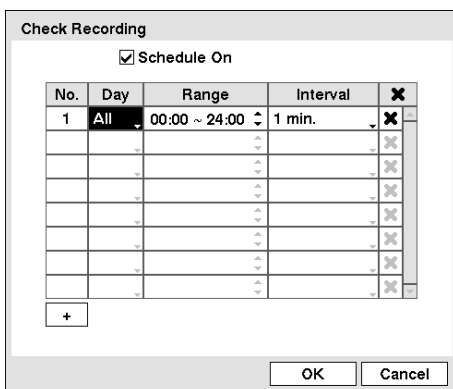 Check Recording
Schedule On
No. Day Range Interval ✖
1 All 00:00 ~ 24:00 1 min. ✖
+
OK Cancel